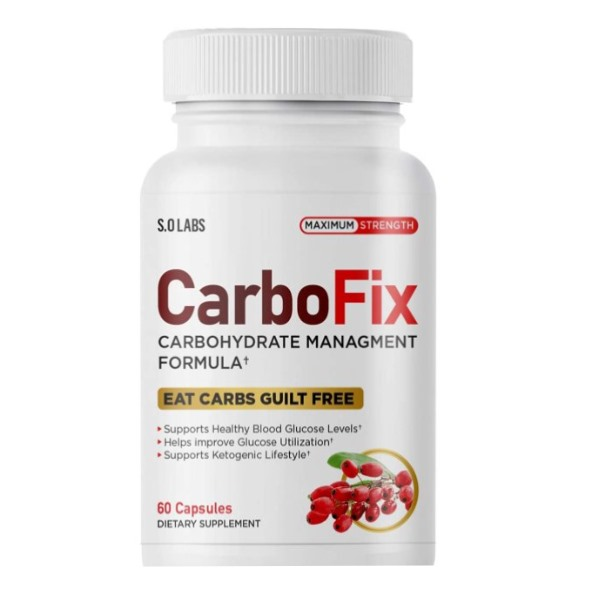 S.O LABS
MAXIMUM STRENGTH
CarboFix
CARBOHYDRATE MANAGMENT
FORMULA†
EAT CARBS GUILT FREE
▸ Supports Healthy Blood Glucose Levels†
▸ Helps improve Glucose Utilization†
▸ Supports Ketogenic Lifestyle†
60 Capsules
DIETARY SUPPLEMENT